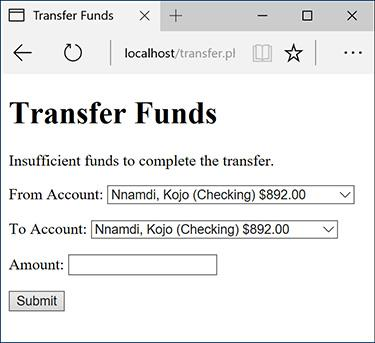 Transfer Funds
localhost/transfer.pl
Transfer Funds
Insufficient funds to complete the transfer.
From Account: Nnamdi, Kojo (Checking) $892.00
To Account: Nnamdi, Kojo (Checking) $892.00
Amount:
Submit